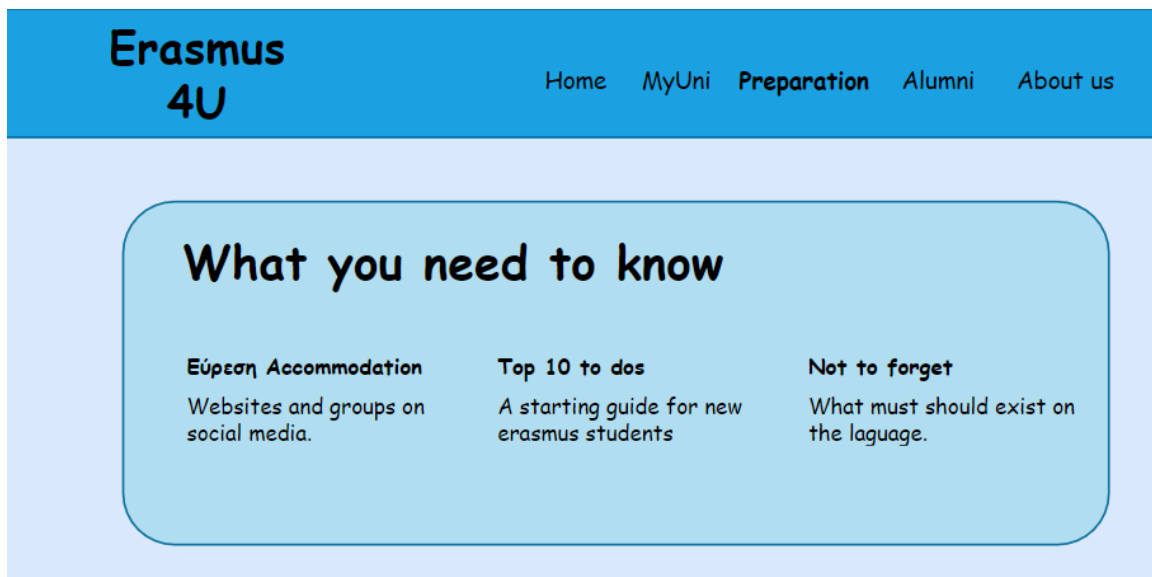 Erasmus
4U
Home MyUni Preparation Alumni About us
What you need to know
Εύρεση Accommodation
Websites and groups on
social media.
Top 10 to dos
A starting guide for new
erasmus students
Not to forget
What must should exist on
the laguage.